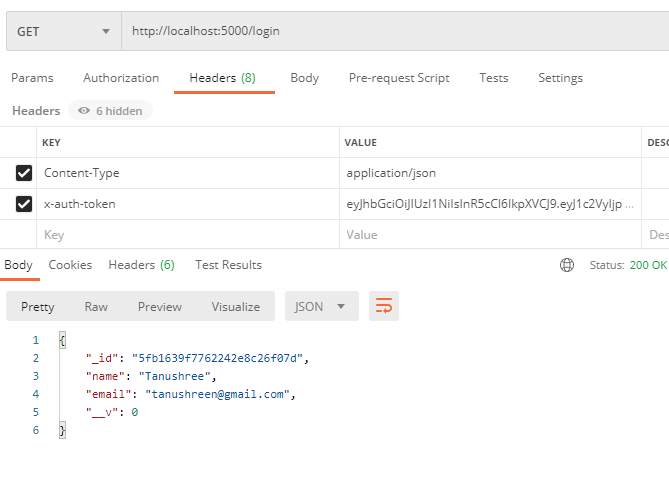 GET http://localhost:5000/login
Params Authorization Headers (8) Body Pre-request Script Tests Settings
Headers 6 hidden
KEY VALUE DESC
Content-Type application/json
x-auth-token eyJhbGciOiJIUzI1NiIsInR5cCI6IkpXVCJ9.eyJ1c2VyIjp ...
Key Value Des
Body Cookies Headers (6) Test Results Status: 200 OK
Pretty Raw Preview Visualize JSON
1 {
2 "_id": "5fb1639f7762242e8c26f07d",
3 "name": "Tanushree",
4 "email": "tanushreen@gmail.com",
5 "__v": 0
6 }